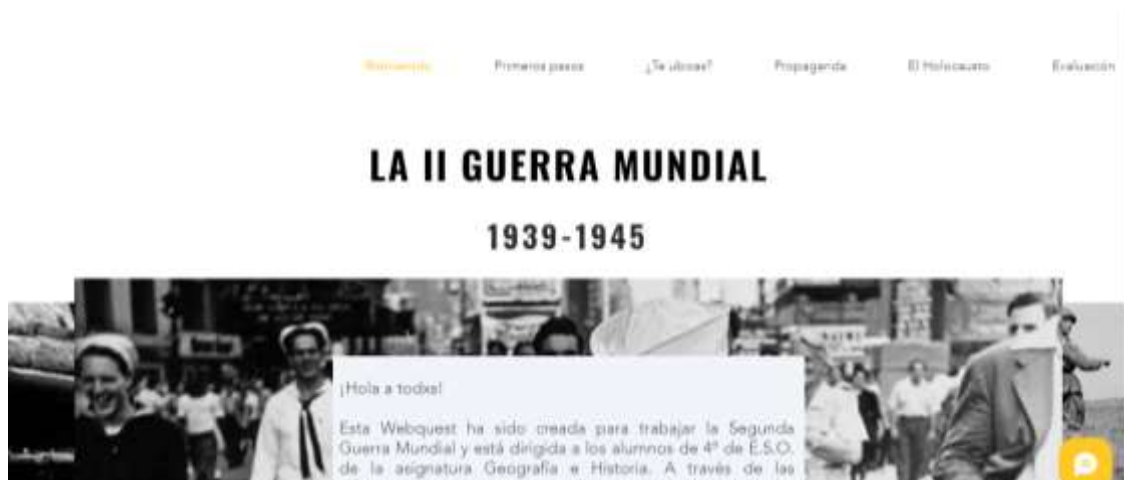 Bienvenido Primeros pasos ¿Te ubicas? Propaganda El Holocausto Evaluación
LA II GUERRA MUNDIAL
1939-1945
¡Hola a todxs!
Esta Webquest ha sido creada para trabajar la Segunda
Guerra Mundial y está dirigida a los alumnos de 4º de E.S.O.
de la asignatura Geografía e Historia. A través de las